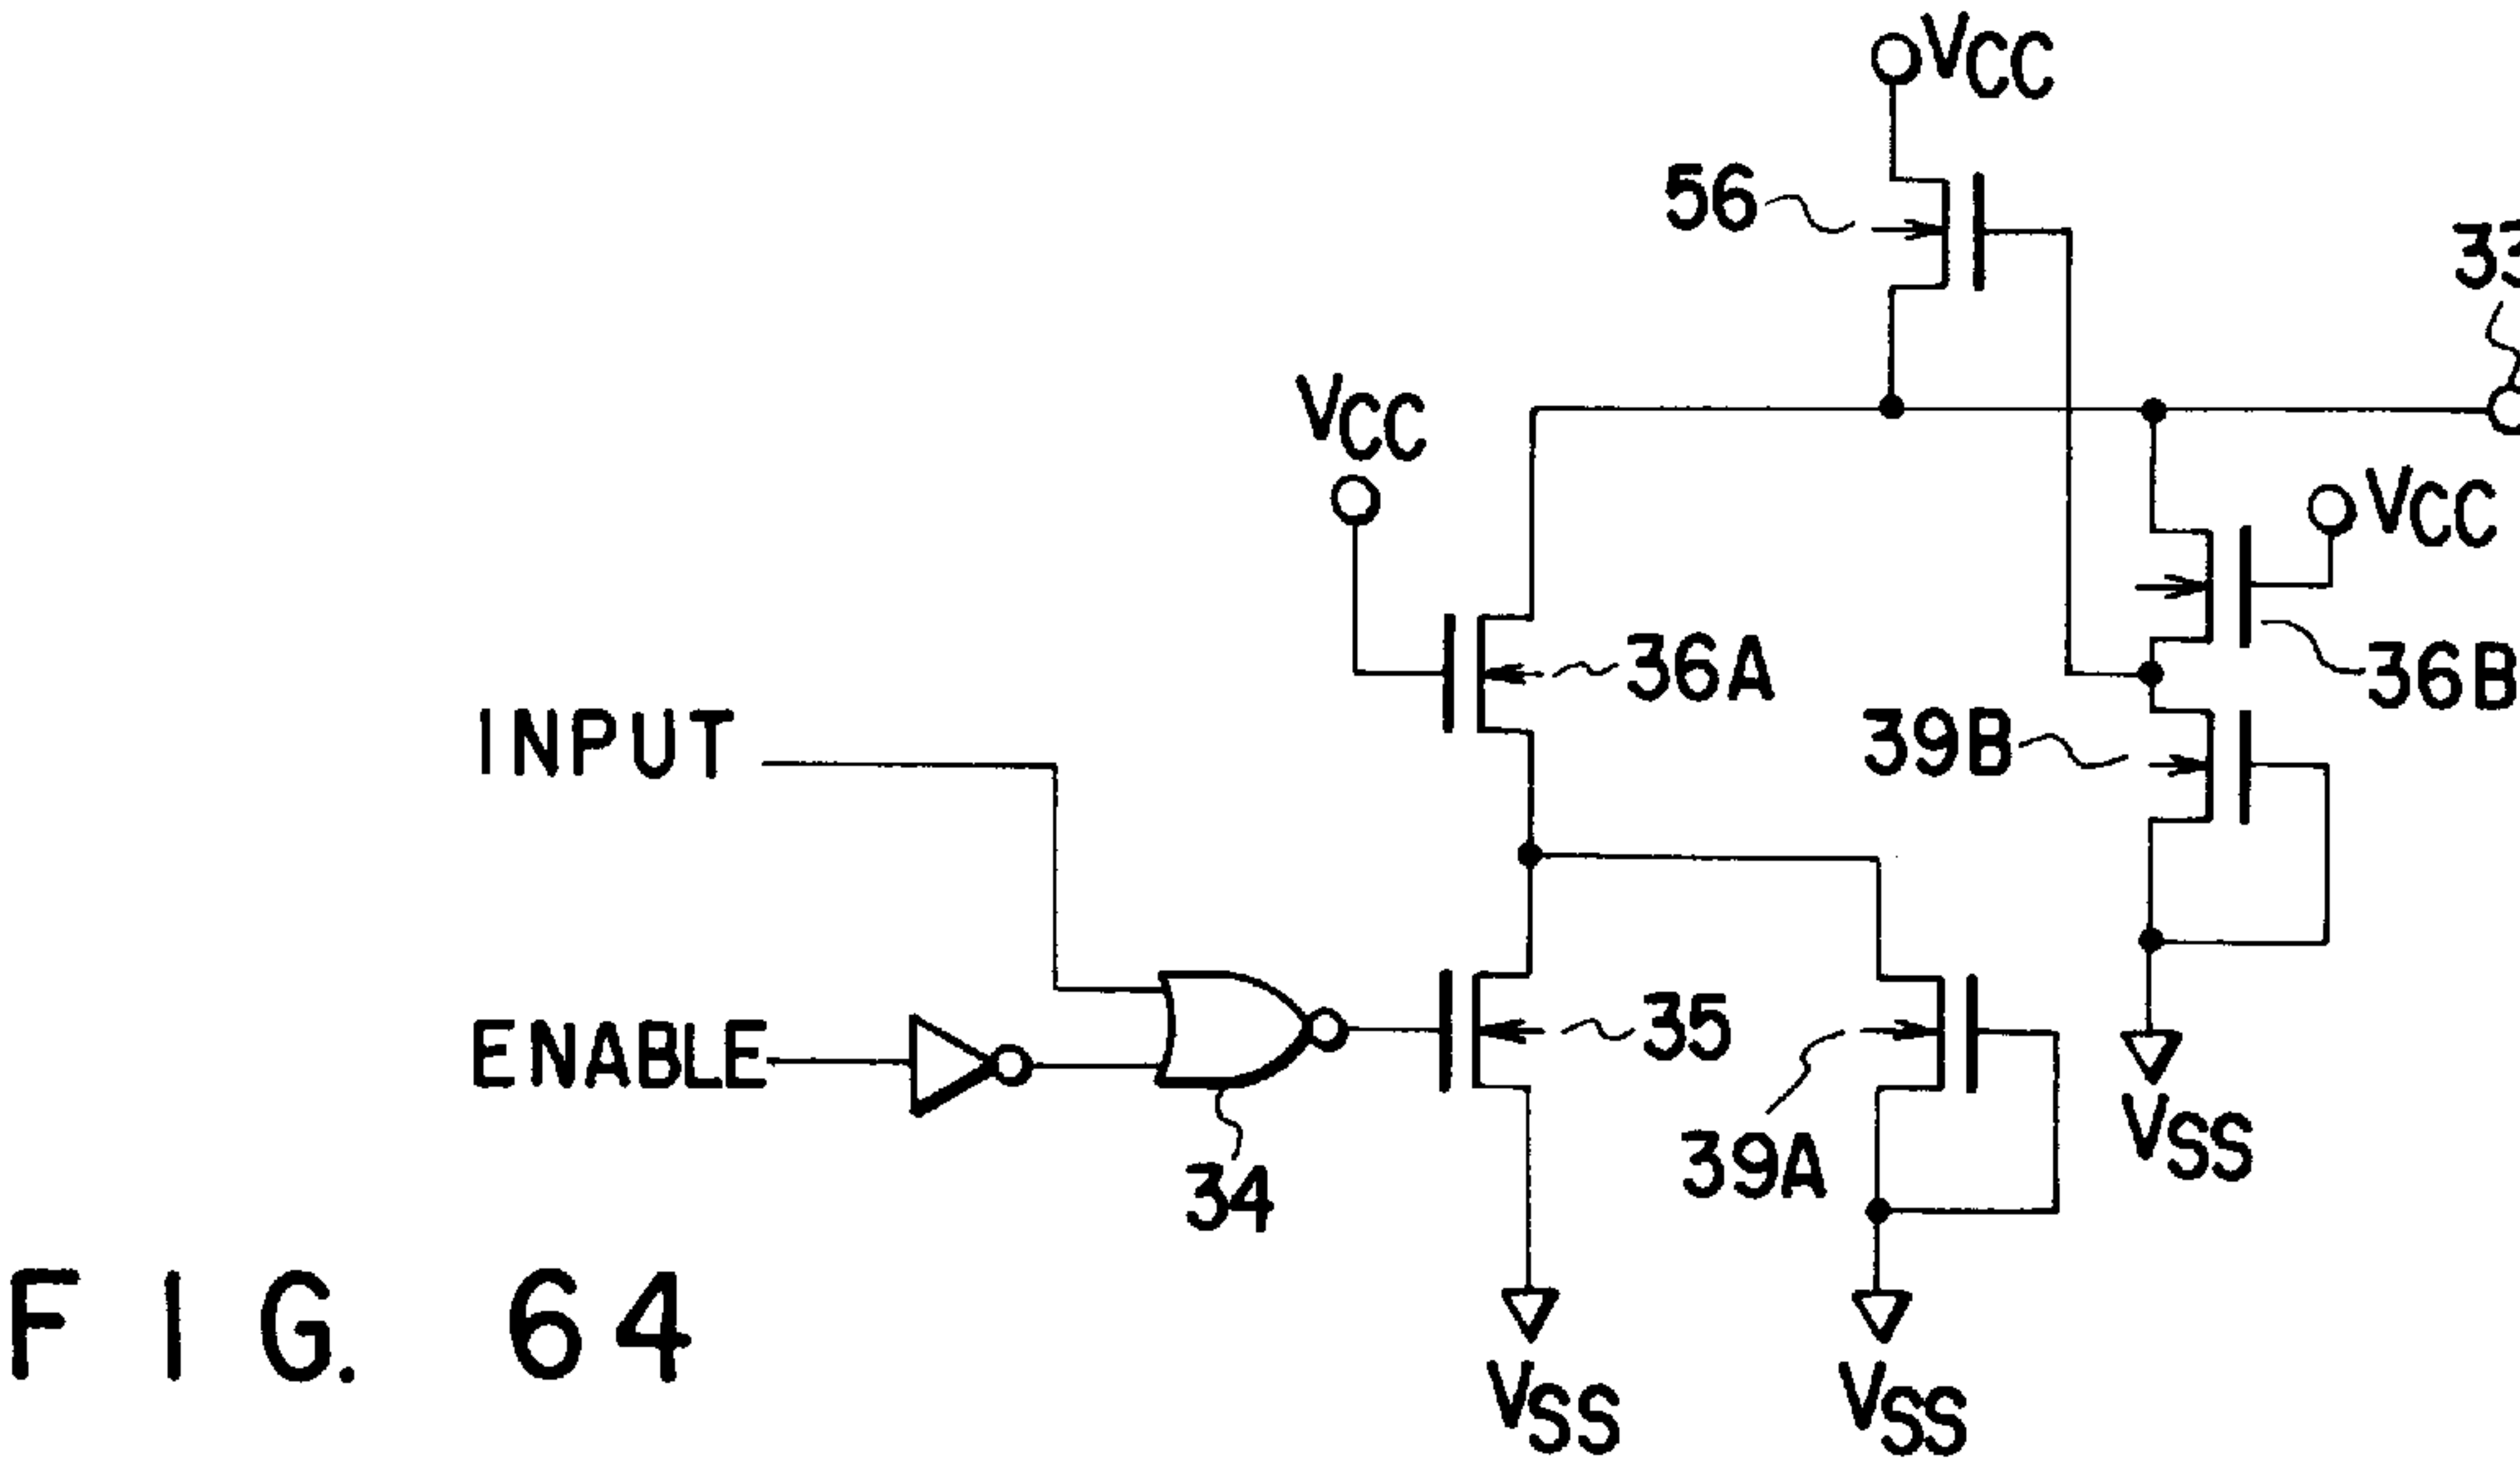 VCC
56
33
VCC
VCC
36A
36B
INPUT
39B
35
ENABLE
39A
VSS
34
FIG. 64
VSS
VSS